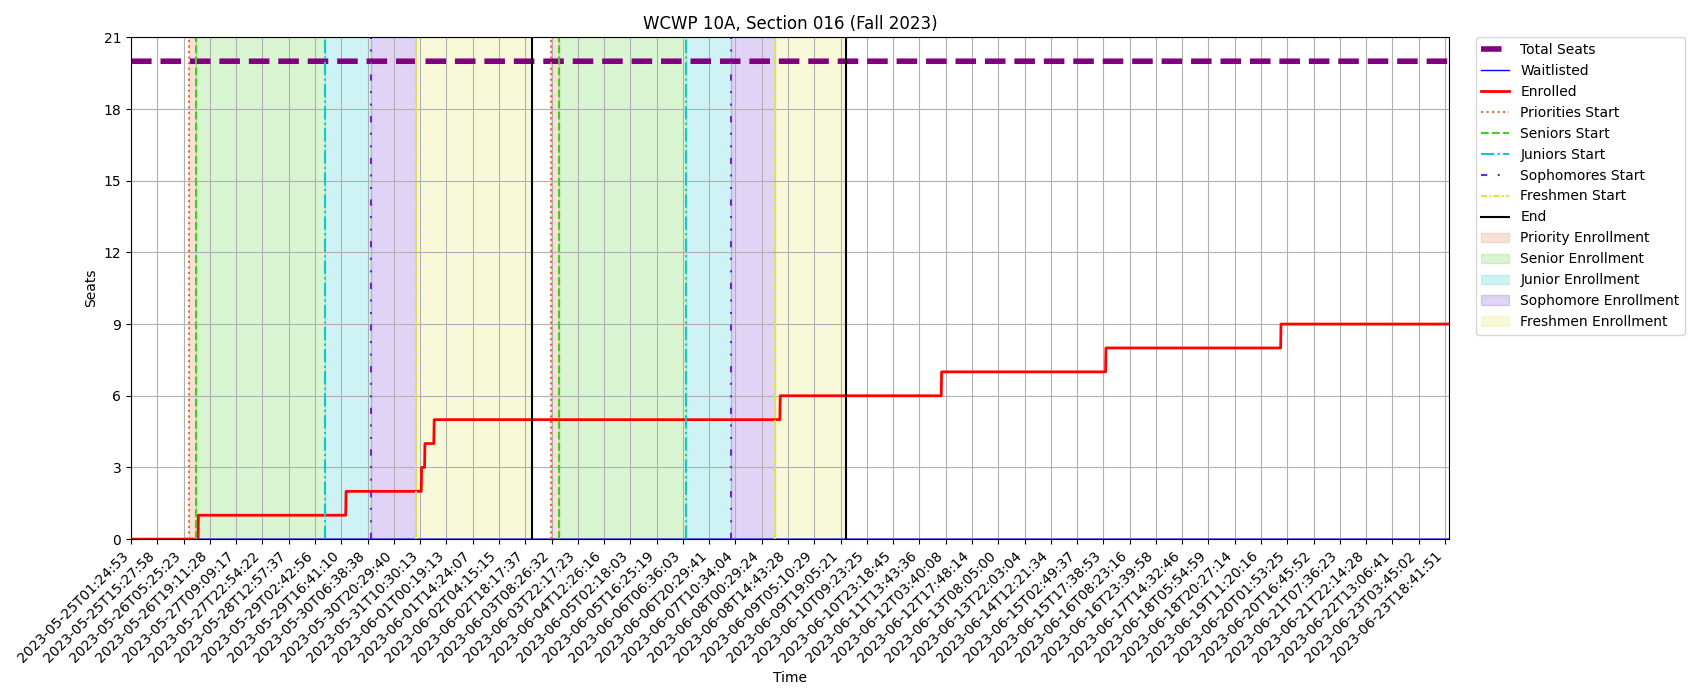 WCWP 10A, Section 016 (Fall 2023)
21
18
15
12
9
6
3
0
Seats
2023-05-25T01:24:53
2023-05-25T15:27:58
2023-05-26T05:25:23
2023-05-26T19:11:28
2023-05-27T09:09:17
2023-05-27T22:54:22
2023-05-28T12:57:37
2023-05-29T02:42:56
2023-05-29T16:41:10
2023-05-30T06:38:38
2023-05-30T20:29:40
2023-05-31T10:30:13
2023-06-01T00:19:13
2023-06-01T14:24:07
2023-06-02T04:15:15
2023-06-02T18:17:37
2023-06-03T08:26:32
2023-06-03T22:17:23
2023-06-04T12:26:16
2023-06-05T02:18:03
2023-06-05T16:25:19
2023-06-06T06:36:03
2023-06-06T20:29:41
2023-06-07T10:34:04
2023-06-08T00:29:24
2023-06-08T14:43:28
2023-06-09T05:10:29
2023-06-09T19:05:21
2023-06-10T09:23:25
2023-06-10T23:18:45
2023-06-11T13:43:36
2023-06-12T03:40:08
2023-06-12T17:48:14
2023-06-13T08:05:00
2023-06-13T22:03:04
2023-06-14T12:21:34
2023-06-15T02:49:37
2023-06-15T17:38:53
2023-06-16T08:23:16
2023-06-16T23:39:58
2023-06-17T14:32:46
2023-06-18T05:54:59
2023-06-18T20:27:14
2023-06-19T11:20:16
2023-06-20T01:53:25
2023-06-20T16:45:52
2023-06-21T07:36:23
2023-06-21T22:14:28
2023-06-22T13:06:41
2023-06-23T03:45:02
2023-06-23T18:41:51
Time
Total Seats
Waitlisted
Enrolled
Priorities Start
Seniors Start
Juniors Start
Sophomores Start
Freshmen Start
End
Priority Enrollment
Senior Enrollment
Junior Enrollment
Sophomore Enrollment
Freshmen Enrollment